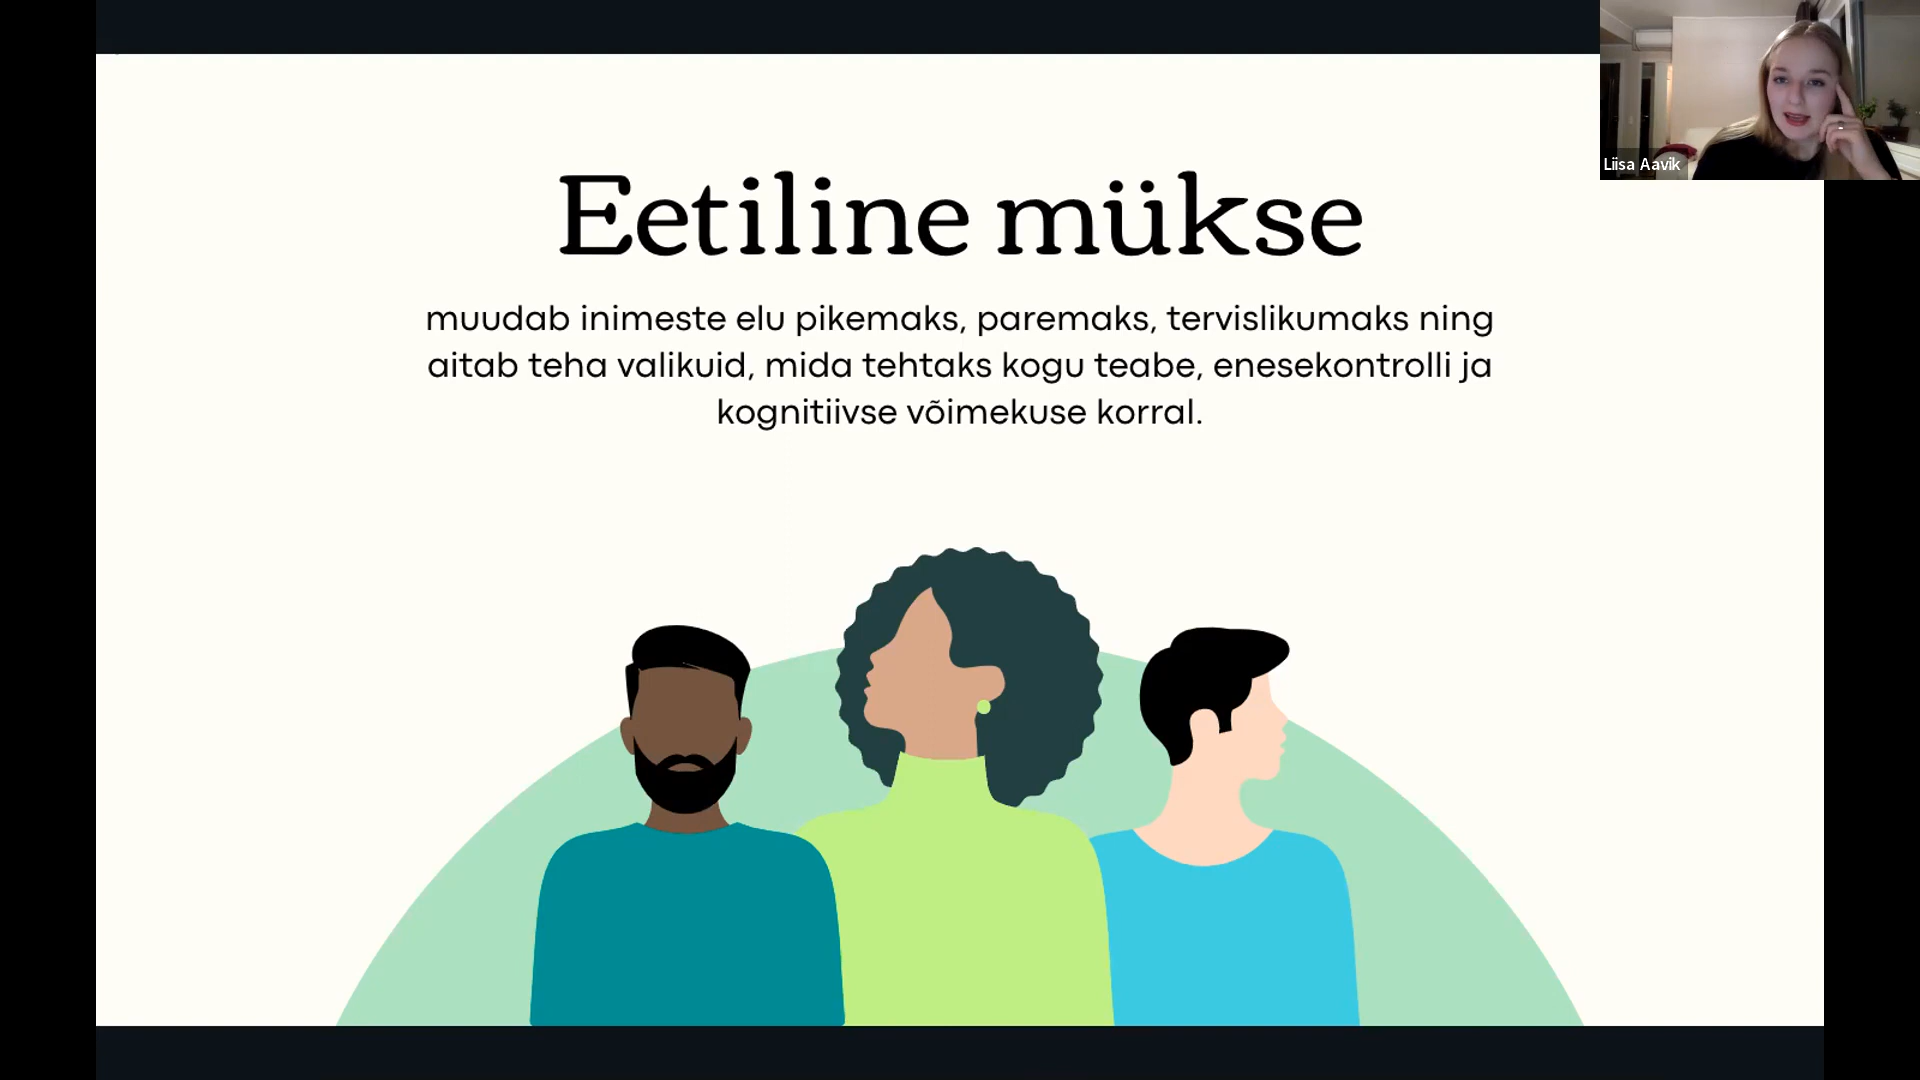 Eetiline mükse
muudab inimeste elu pikemaks, paremaks, tervislikumaks ning
aitab teha valikuid, mida tehtaks kogu teabe, enesekontrolli ja
kognitiivse võimekuse korral.
Liisa Aavik